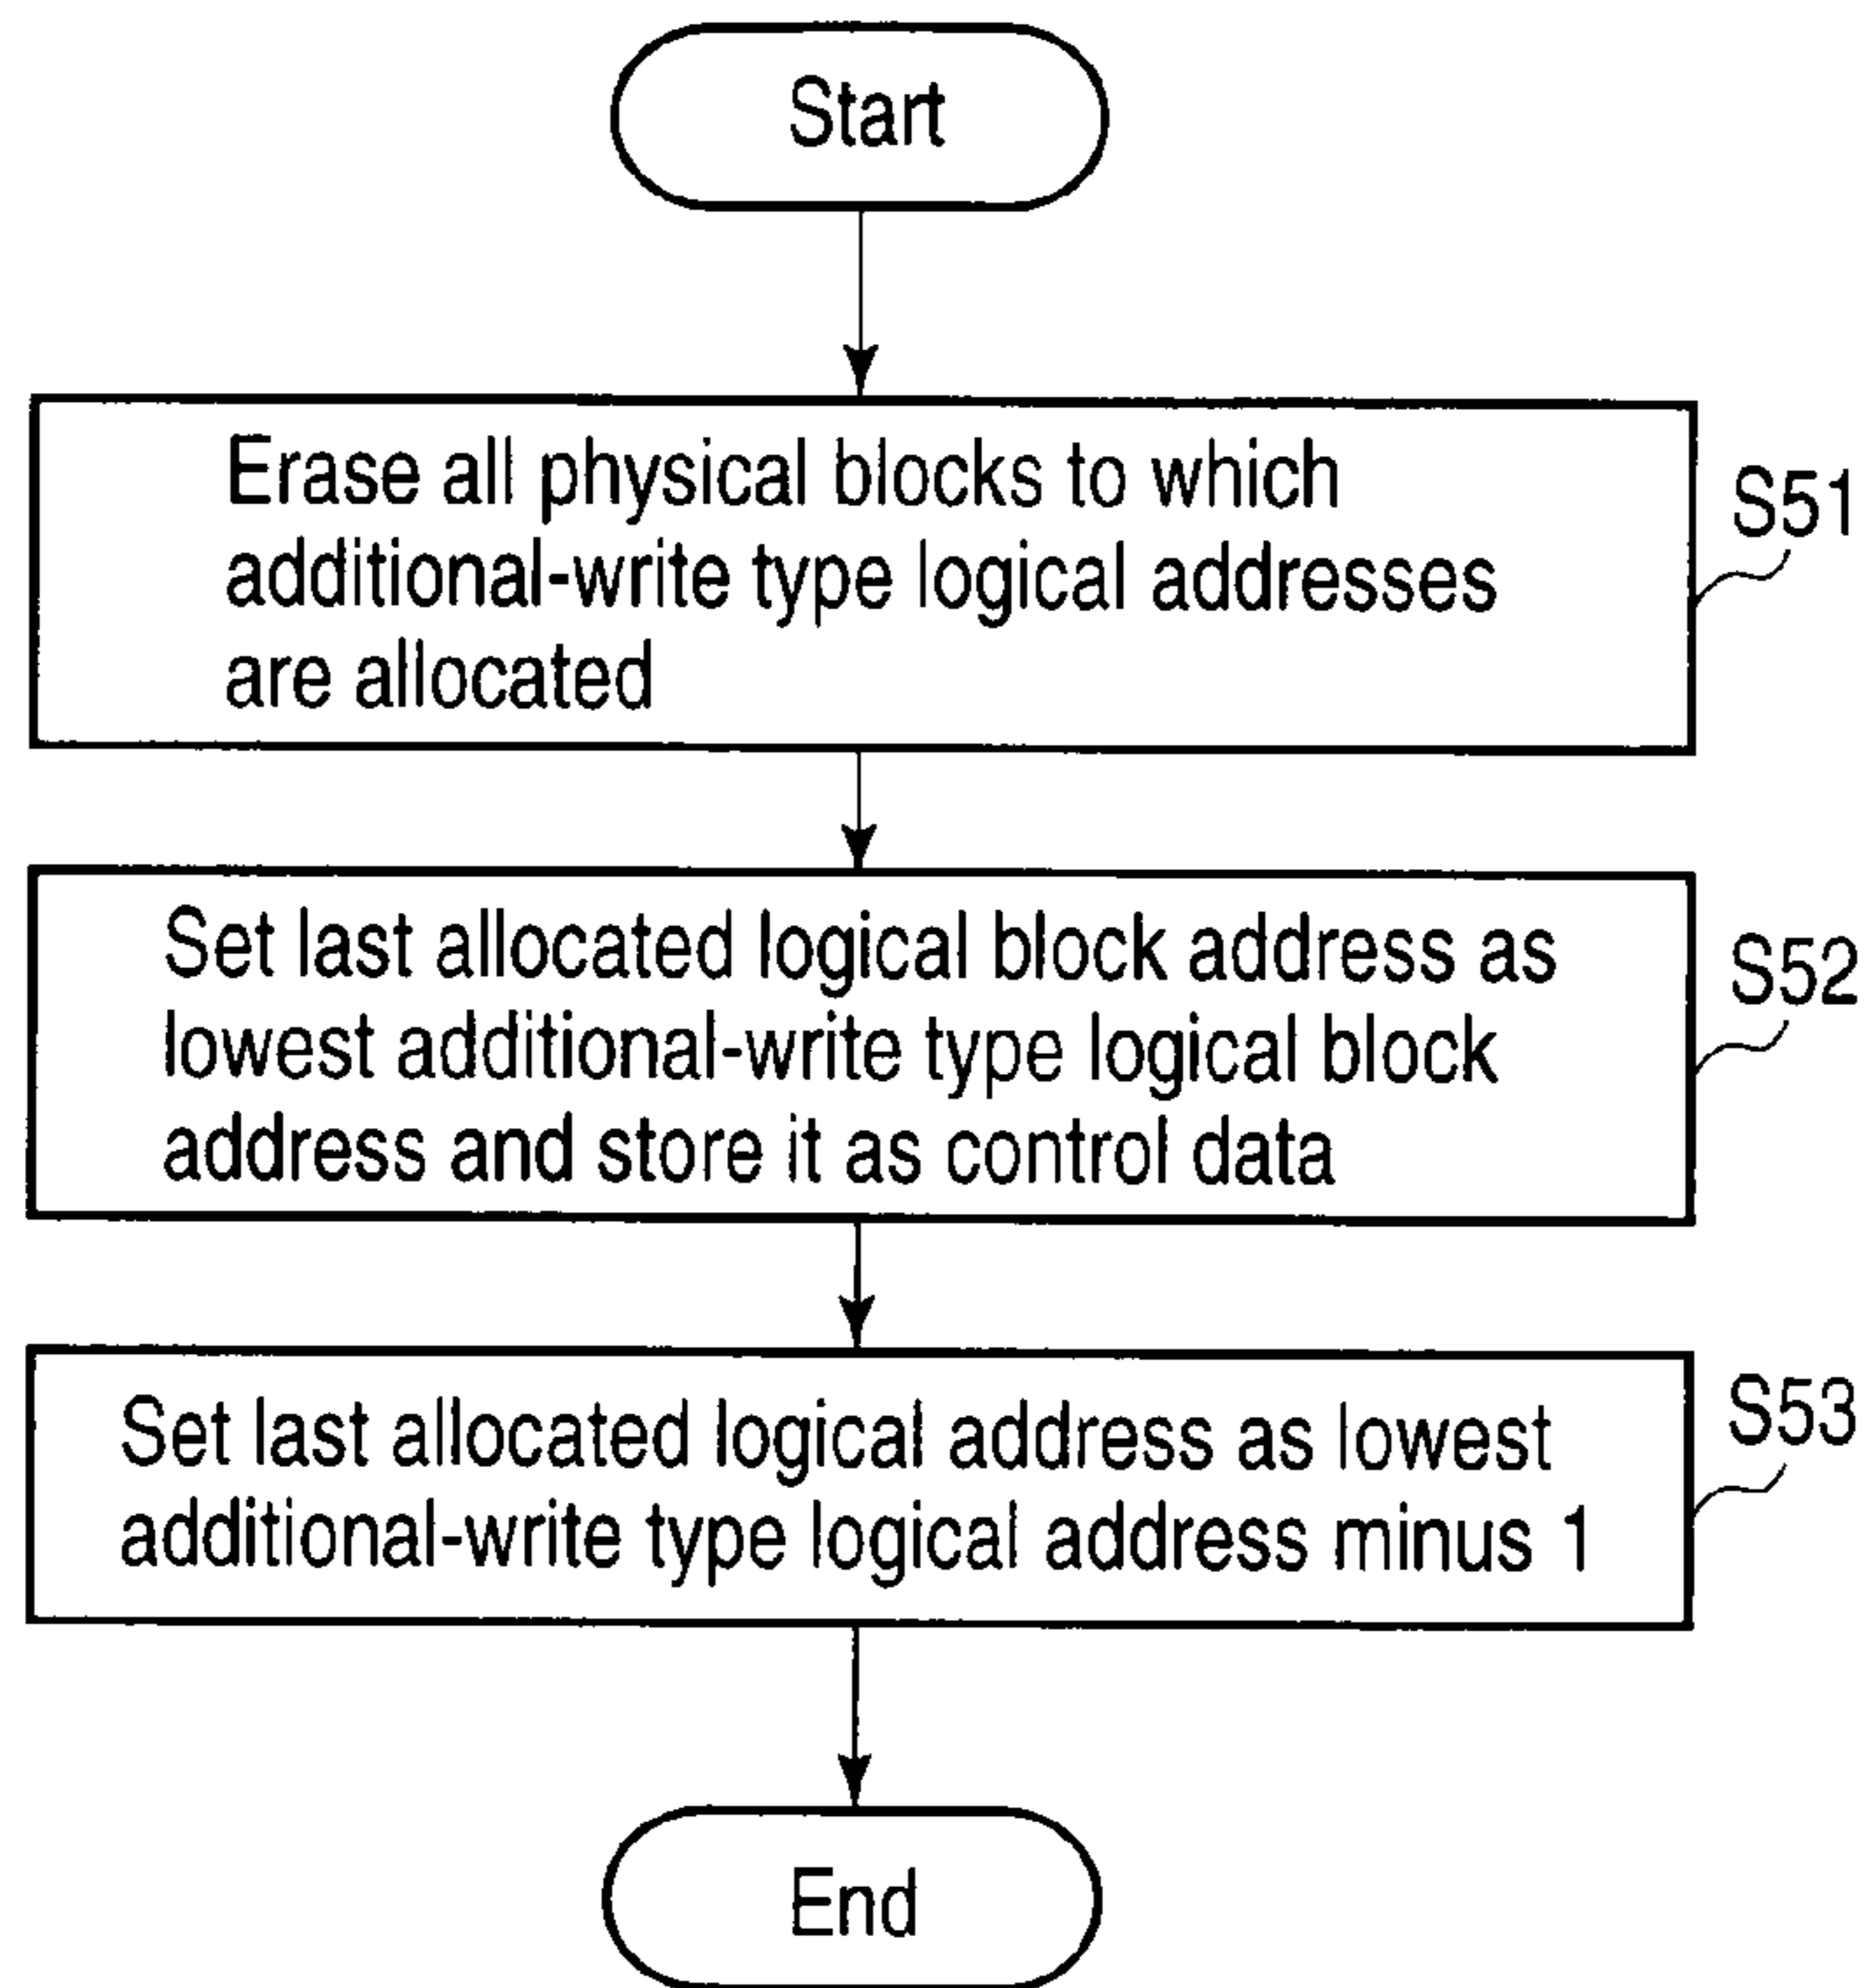 Start
Erase all physical blocks to which
additional-write type logical addresses
are allocated
S51
Set last allocated logical block address as
lowest additional-write type logical block
address and store it as control data
S52
Set last allocated logical address as lowest
additional-write type logical address minus 1
S53
End